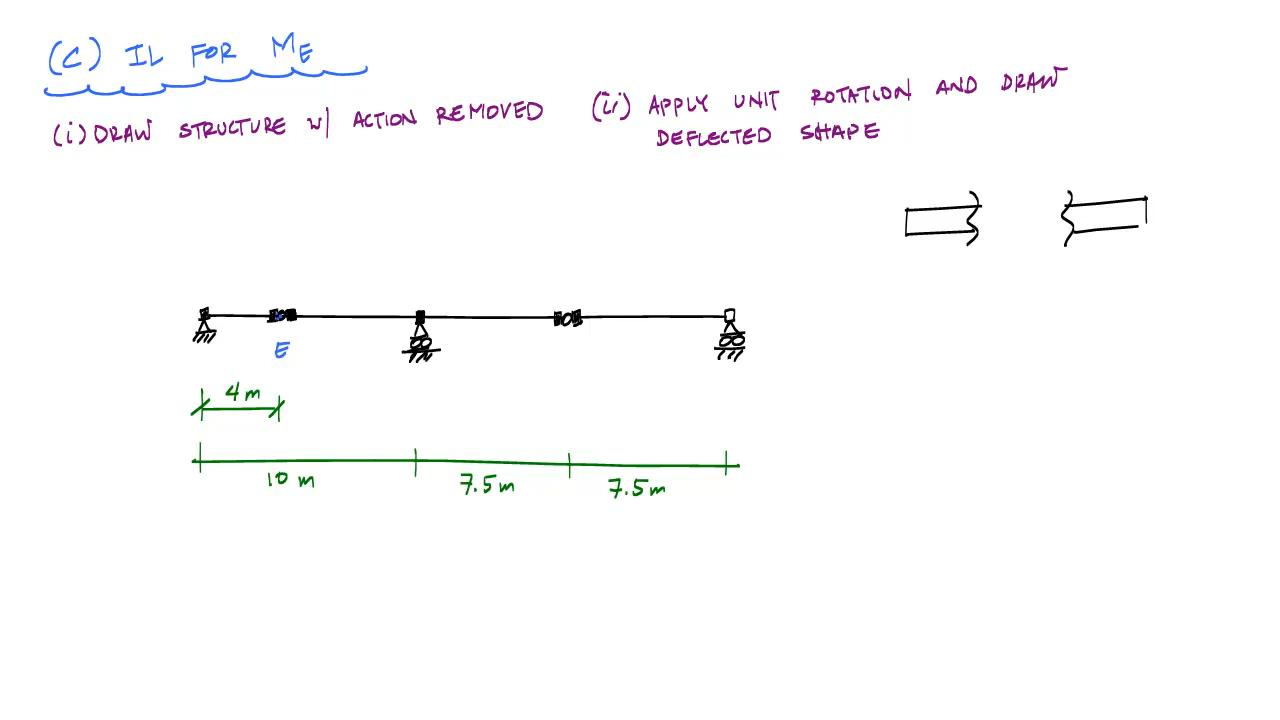 (C) IL FOR ME
(i) DRAW STRUCTURE w/ ACTION REMOVED
(ii) APPLY UNIT ROTATION AND DRAW
DEFLECTED SHAPE
E
4m
10 m
7.5m
7.5m